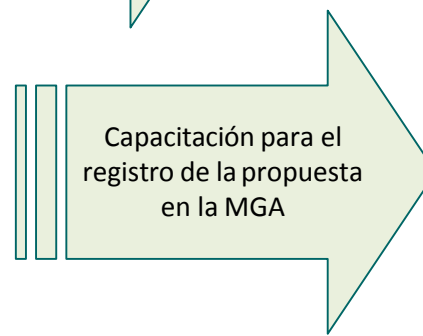 Capacitación para el
registro de la propuesta
en la MGA